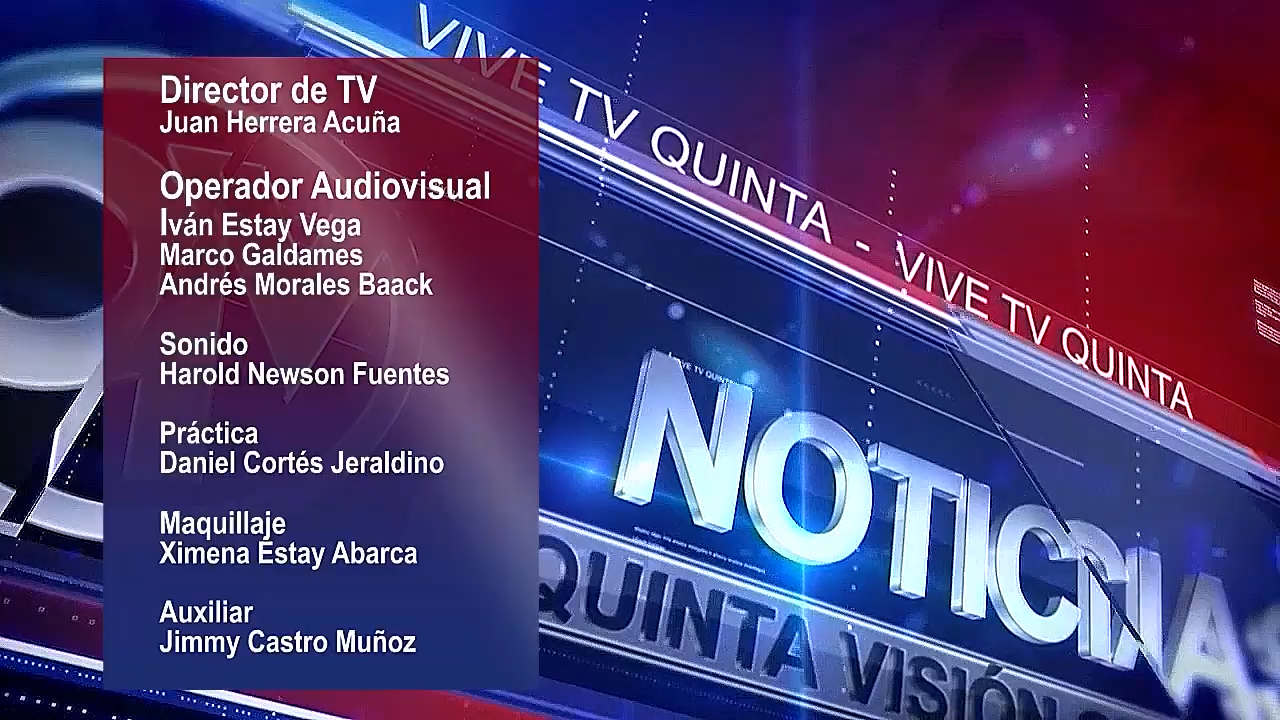 Director de TV
Juan Herrera Acuña
Operador Audiovisual
Iván Estay Vega
Marco Galdames
Andrés Morales Baack
Sonido
Harold Newson Fuentes
Práctica
Daniel Cortés Jeraldino
Maquillaje
Ximena Estay Abarca
Auxiliar
Jimmy Castro Muñoz
VIVE TV QUINTA - VIVE TV QUINTA
VIVE TV QUINTA
NOTICIAS
QUINTA VISIÓN